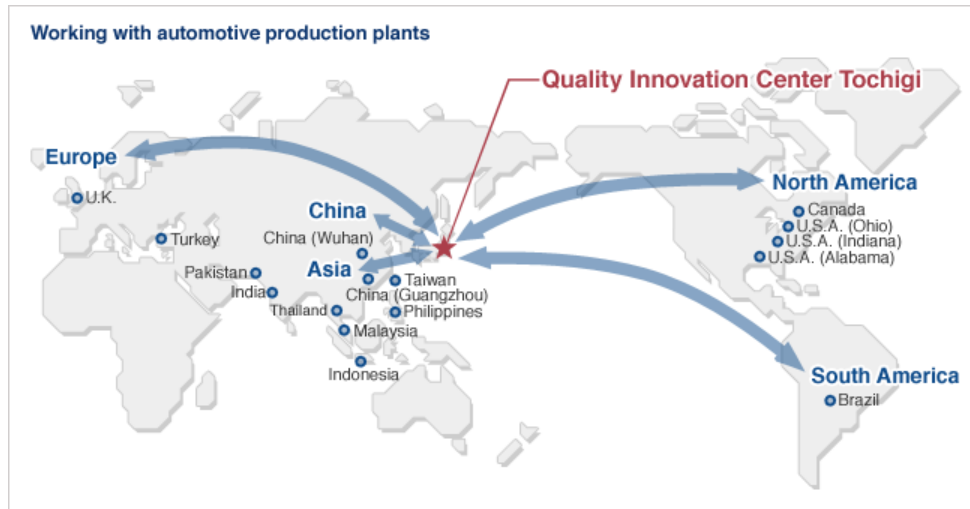 Working with automotive production plants
Quality Innovation Center Tochigi
Europe
U.K.
Turkey
China
China (Wuhan)
Asia
Pakistan
India
Thailand
Taiwan
China (Guangzhou)
Philippines
Malaysia
Indonesia
North America
Canada
U.S.A. (Ohio)
U.S.A. (Indiana)
U.S.A. (Alabama)
South America
Brazil